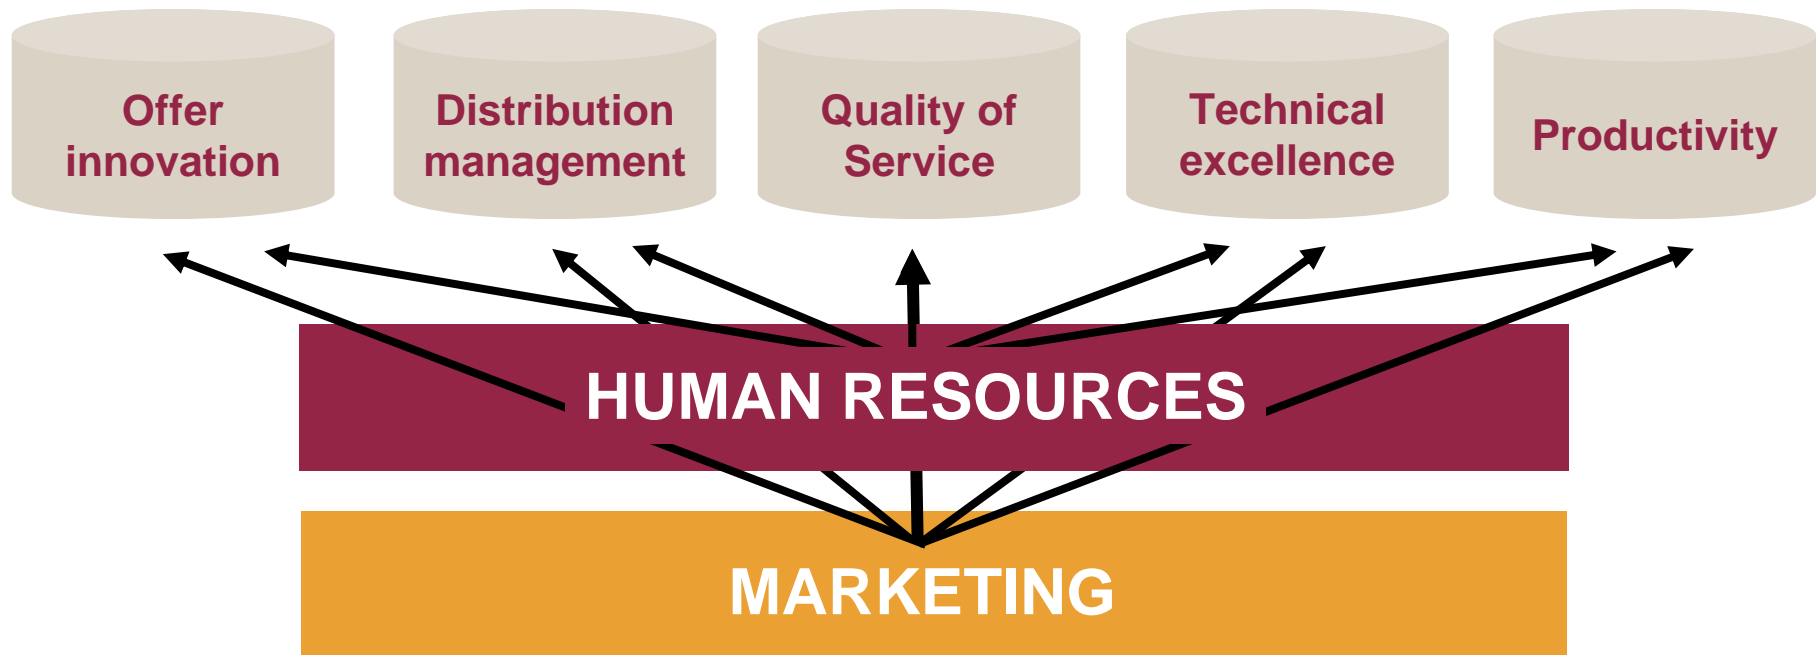 Offer
innovation
Distribution
management
Quality of
Service
Technical
excellence
Productivity
HUMAN RESOURCES
MARKETING